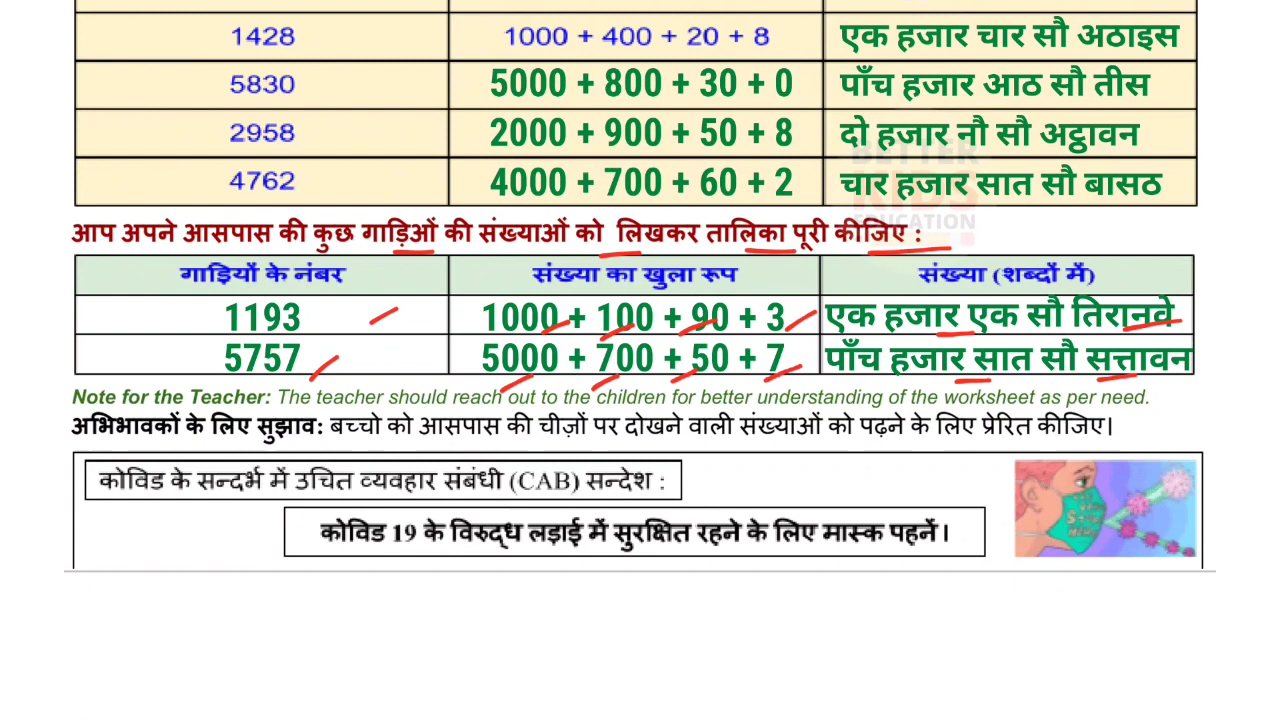 1428 1000 + 400 + 20 + 8 एक हजार चार सौ अठाइस
5830 5000 + 800 + 30 + 0 पाँच हजार आठ सौ तीस
2958 2000 + 900 + 50 + 8 दो हजार नौ सौ अट्ठावन
4762 4000 + 700 + 60 + 2 चार हजार सात सौ बासठ
BETTER
KIDS
EDUCATION
आप अपने आसपास की कुछ गाड़िओं की संख्याओं को लिखकर तालिका पूरी कीजिए :
गाड़ियों के नंबर संख्या का खुला रूप संख्या (शब्दों में)
1193 1000 + 100 + 90 + 3 एक हजार एक सौ तिरानवे
5757 5000 + 700 + 50 + 7 पाँच हजार सात सौ सत्तावन
Note for the Teacher: The teacher should reach out to the children for better understanding of the worksheet as per need.
अभिभावकों के लिए सुझाव: बच्चो को आसपास की चीज़ों पर दोखने वाली संख्याओं को पढ़ने के लिए प्रेरित कीजिए।
कोविड के सन्दर्भ में उचित व्यवहार संबंधी (CAB) सन्देश :
कोविड 19 के विरुद्ध लड़ाई में सुरक्षित रहने के लिए मास्क पहनें।